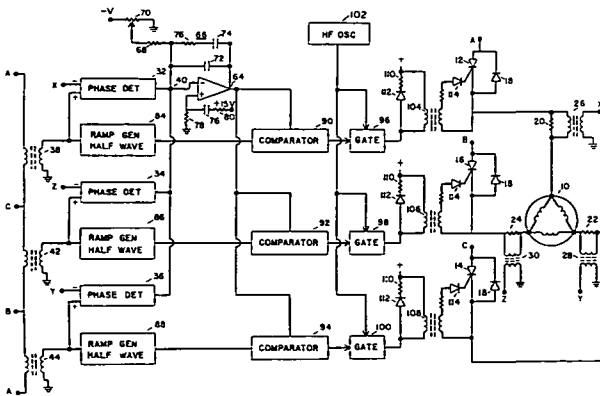 -V
70
68
76
66
74
72
102
HF OSC
A
X
32
PHASE DET
40
64
+15V
76
80
78
84
RAMP GEN
HALF WAVE
38
90
COMPARATOR
96
GATE
+
110
112
104
114
A
12
18
20
26
X
Z
34
PHASE DET
C
86
RAMP GEN
HALF WAVE
42
92
COMPARATOR
98
GATE
+
110
112
106
114
B
16
18
10
24
22
30
28
Z
Y
Y
36
PHASE DET
B
88
RAMP GEN
HALF WAVE
44
A
94
COMPARATOR
100
GATE
+
110
112
108
114
C
14
18